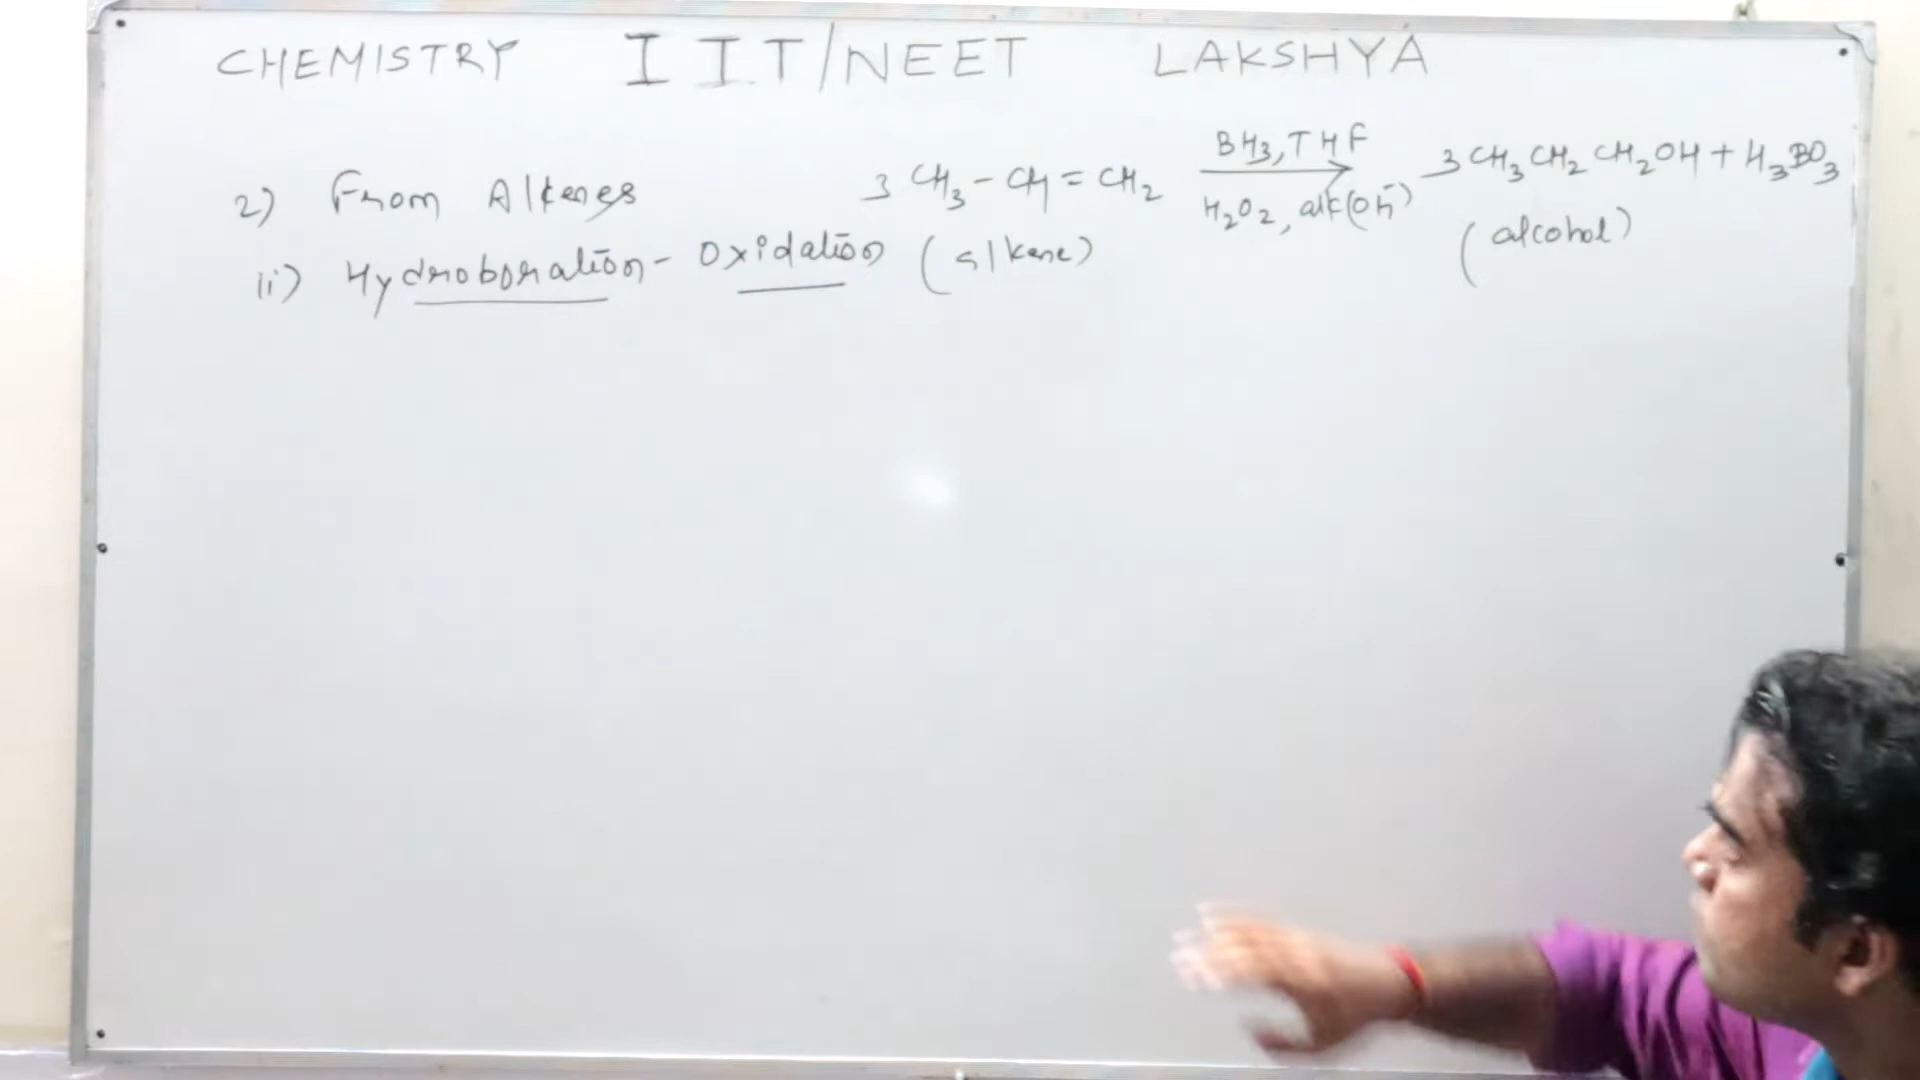 CHEMISTRY IIT/NEET LAKSHYA
2) From Alkenes 3 CH₃-CH=CH₂ BH₃,THF H₂O₂, alk(OH⁻) → 3 CH₃CH₂CH₂OH + H₃BO₃
ii) Hydroboration-Oxidation (alkene) (alcohol)